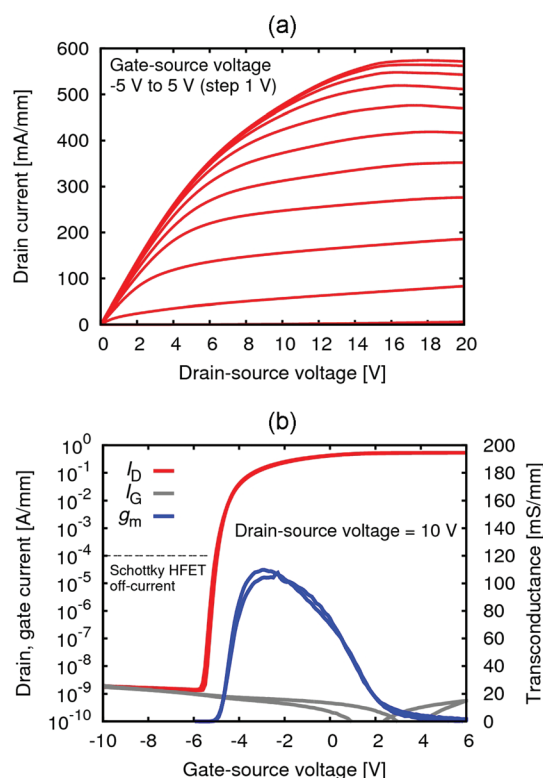 (a)
Gate-source voltage
-5 V to 5 V (step 1 V)
Drain current [mA/mm]
600
500
400
300
200
100
0
0 2 4 6 8 10 12 14 16 18 20
Drain-source voltage [V]
(b)
I_D
I_G
g_m
Drain-source voltage = 10 V
Schottky HFET
off-current
Drain, gate current [A/mm]
10^0
10^-1
10^-2
10^-3
10^-4
10^-5
10^-6
10^-7
10^-8
10^-9
10^-10
Transconductance [mS/mm]
200
180
160
140
120
100
80
60
40
20
0
-10 -8 -6 -4 -2 0 2 4 6
Gate-source voltage [V]